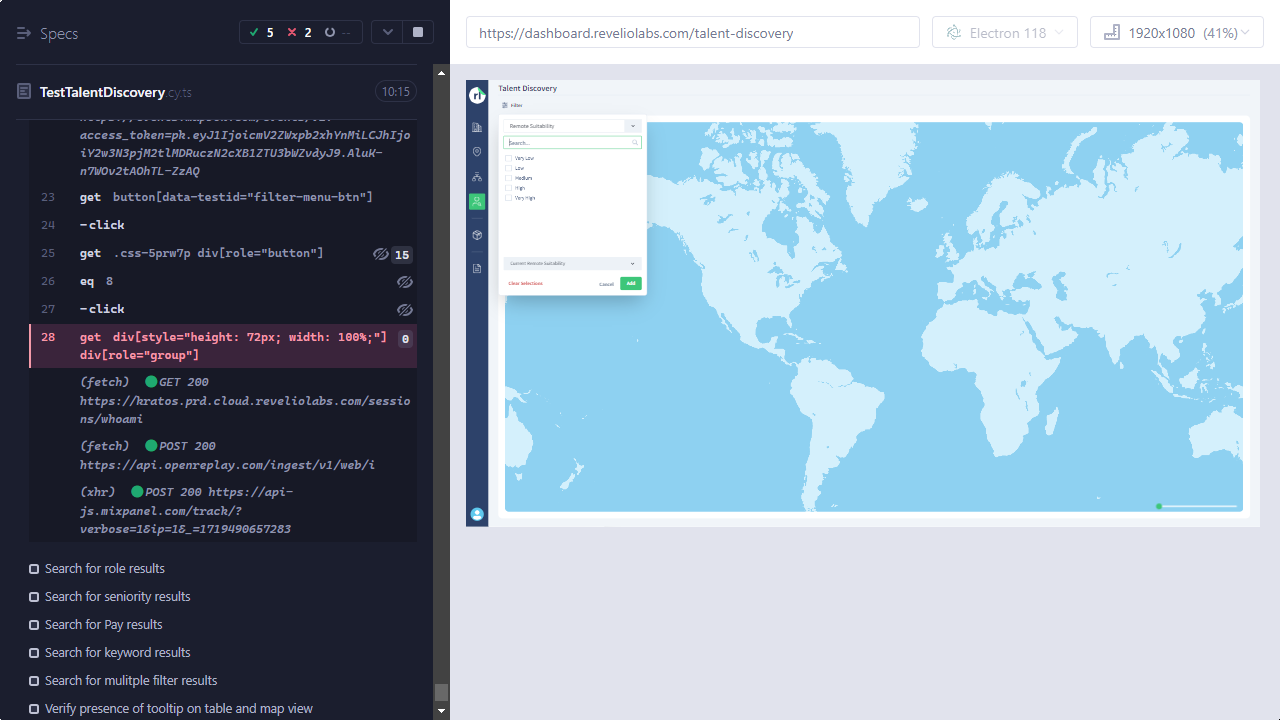 Specs
5
2
--
https://dashboard.reveliolabs.com/talent-discovery
Electron 118
1920x1080 (41%)
TestTalentDiscovery.cy.ts
10:15
access_token=pk.eyJ1IjoicmV2ZWxpb2xhYnMiLCJhIjo
iY2w3N3pjM2tlMDRuczN2cXB1ZTU3bWZvdyJ9.AluK-
n7WOv2tAOhTL-ZzAQ
23 get button[data-testid="filter-menu-btn"]
24 -click
25 get .css-5prw7p div[role="button"] 15
26 eq 8
27 -click
28 get div[style="height: 72px; width: 100%;"] 0
div[role="group"]
(fetch) GET 200
https://kratos.prd.cloud.reveliolabs.com/sessio
ns/whoami
(fetch) POST 200
https://api.openreplay.com/ingest/v1/web/i
(xhr) POST 200 https://api-
js.mixpanel.com/track/?
verbose=1&ip=1&_=1719490657283
Search for role results
Search for seniority results
Search for Pay results
Search for keyword results
Search for mulitple filter results
Verify presence of tooltip on table and map view
rl
Talent Discovery
Filter
Remote Suitability
Search...
Very Low
Low
Medium
High
Very High
Current Remote Suitability
Clear Selections
Cancel
Add